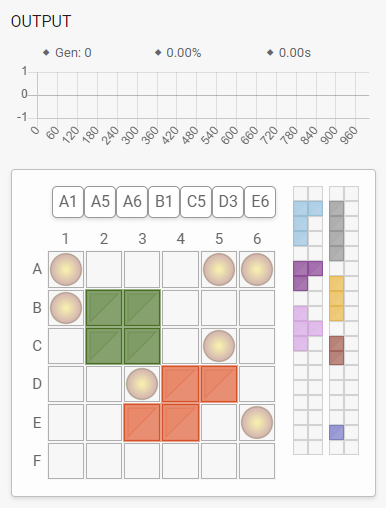 OUTPUT
◆ Gen: 0 ◆ 0.00% ◆ 0.00s
1
0
-1
0 60 120 180 240 300 360 420 480 540 600 660 720 780 840 900 960
A1 A5 A6 B1 C5 D3 E6
1 2 3 4 5 6
A
B
C
D
E
F